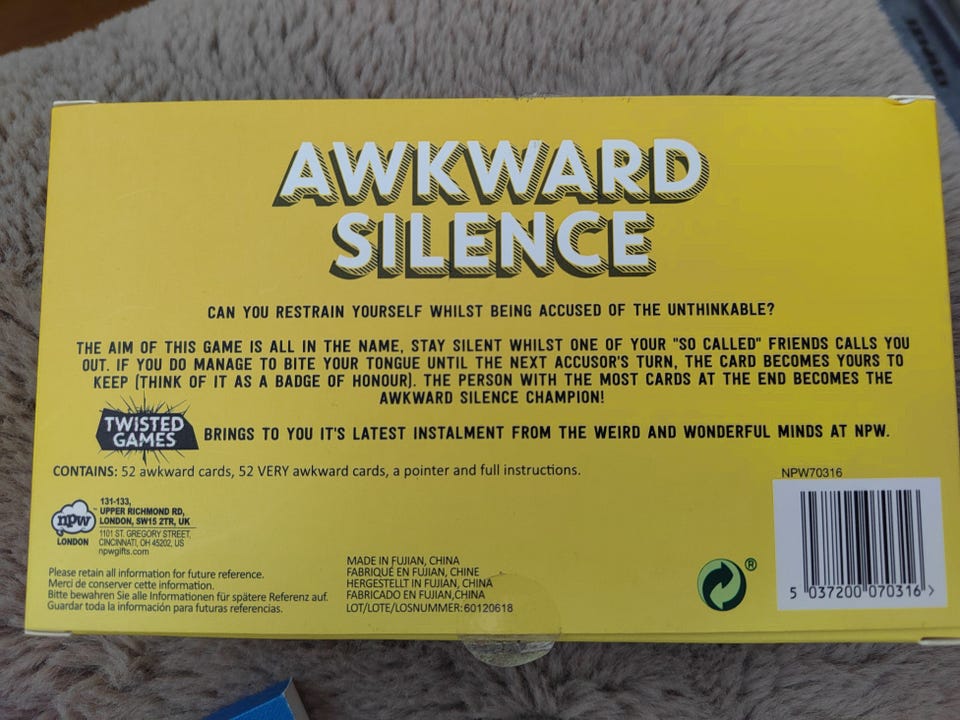 AWKWARD
SILENCE
CAN YOU RESTRAIN YOURSELF WHILST BEING ACCUSED OF THE UNTHINKABLE?
THE AIM OF THIS GAME IS ALL IN THE NAME, STAY SILENT WHILST ONE OF YOUR "SO CALLED" FRIENDS CALLS YOU
OUT. IF YOU DO MANAGE TO BITE YOUR TONGUE UNTIL THE NEXT ACCUSOR'S TURN, THE CARD BECOMES YOURS TO
KEEP (THINK OF IT AS A BADGE OF HONOUR). THE PERSON WITH THE MOST CARDS AT THE END BECOMES THE
AWKWARD SILENCE CHAMPION!
TWISTED
GAMES
BRINGS TO YOU IT'S LATEST INSTALMENT FROM THE WEIRD AND WONDERFUL MINDS AT NPW.
CONTAINS: 52 awkward cards, 52 VERY awkward cards, a pointer and full instructions.
NPW70316
npw
LONDON
131-133,
UPPER RICHMOND RD,
LONDON, SW15 2TR, UK
1101 ST. GREGORY STREET,
CINCINNATI, OH 45202, US
npwgifts.com
Please retain all information for future reference.
Merci de conserver cette information.
Bitte bewahren Sie alle Informationen für spätere Referenz auf.
Guardar toda la información para futuras referencias.
MADE IN FUJIAN, CHINA
FABRIQUÉ EN FUJIAN, CHINE
HERGESTELLT IN FUJIAN, CHINA
FABRICADO EN FUJIAN,CHINA
LOT/LOTE/LOSNUMMER: 60120618
®
5 037200 070316 >